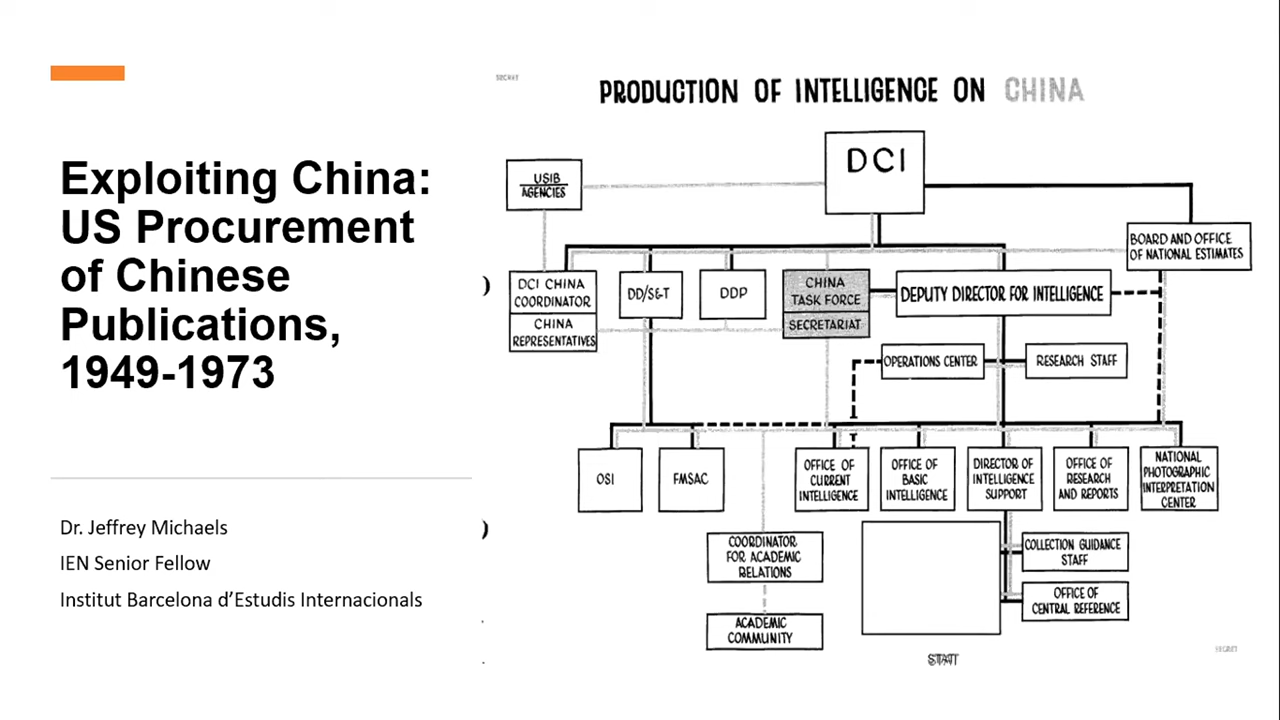 Exploiting China:
US Procurement
of Chinese
Publications,
1949-1973
Dr. Jeffrey Michaels
IEN Senior Fellow
Institut Barcelona d'Estudis Internacionals
SECRET
PRODUCTION OF INTELLIGENCE ON CHINA
DCI
USIB
AGENCIES
BOARD AND OFFICE
OF NATIONAL ESTIMATES
)
DCI CHINA
COORDINATOR
CHINA
REPRESENTATIVES
DD/S&T
DDP
CHINA
TASK FORCE
SECRETARIAT
DEPUTY DIRECTOR FOR INTELLIGENCE
OPERATIONS CENTER
RESEARCH STAFF
OSI
FMSAC
OFFICE OF
CURRENT
INTELLIGENCE
OFFICE OF
BASIC
INTELLIGENCE
DIRECTOR OF
INTELLIGENCE
SUPPORT
OFFICE OF
RESEARCH
AND REPORTS
NATIONAL
PHOTOGRAPHIC
INTERPRETATION
CENTER
)
COORDINATOR
FOR ACADEMIC
RELATIONS
COLLECTION GUIDANCE
STAFF
OFFICE OF
CENTRAL REFERENCE
ACADEMIC
COMMUNITY
SECRET